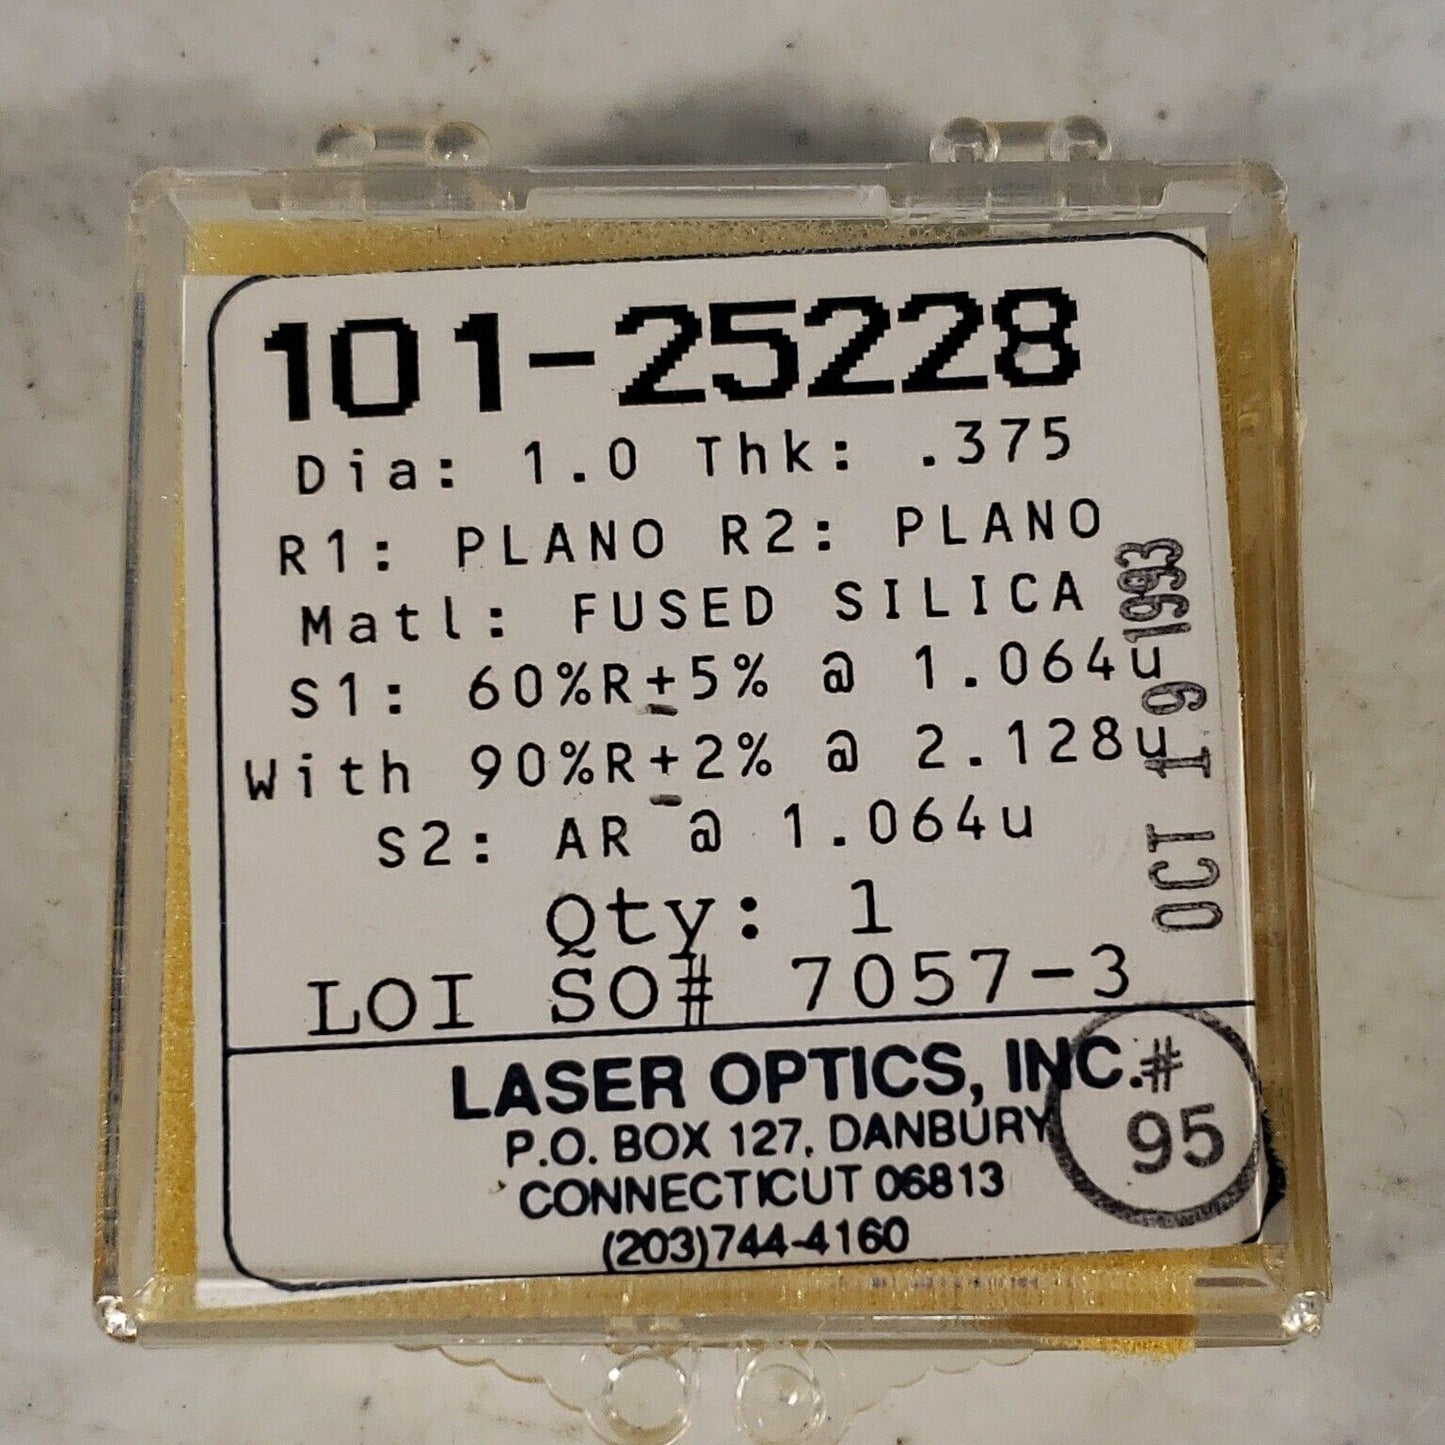 101-25228
Dia: 1.0 Thk: .375
R1: PLANO R2: PLANO
Matl: FUSED SILICA
S1: 60%R±5% @ 1.064u
With 90%R±2% @ 2.128u
S2: AR @ 1.064u
Qty: 1
LOI SO# 7057-3
OCT 19 1993
LASER OPTICS, INC.
P.O. BOX 127, DANBURY
CONNECTICUT 06813
(203)744-4160
#
95